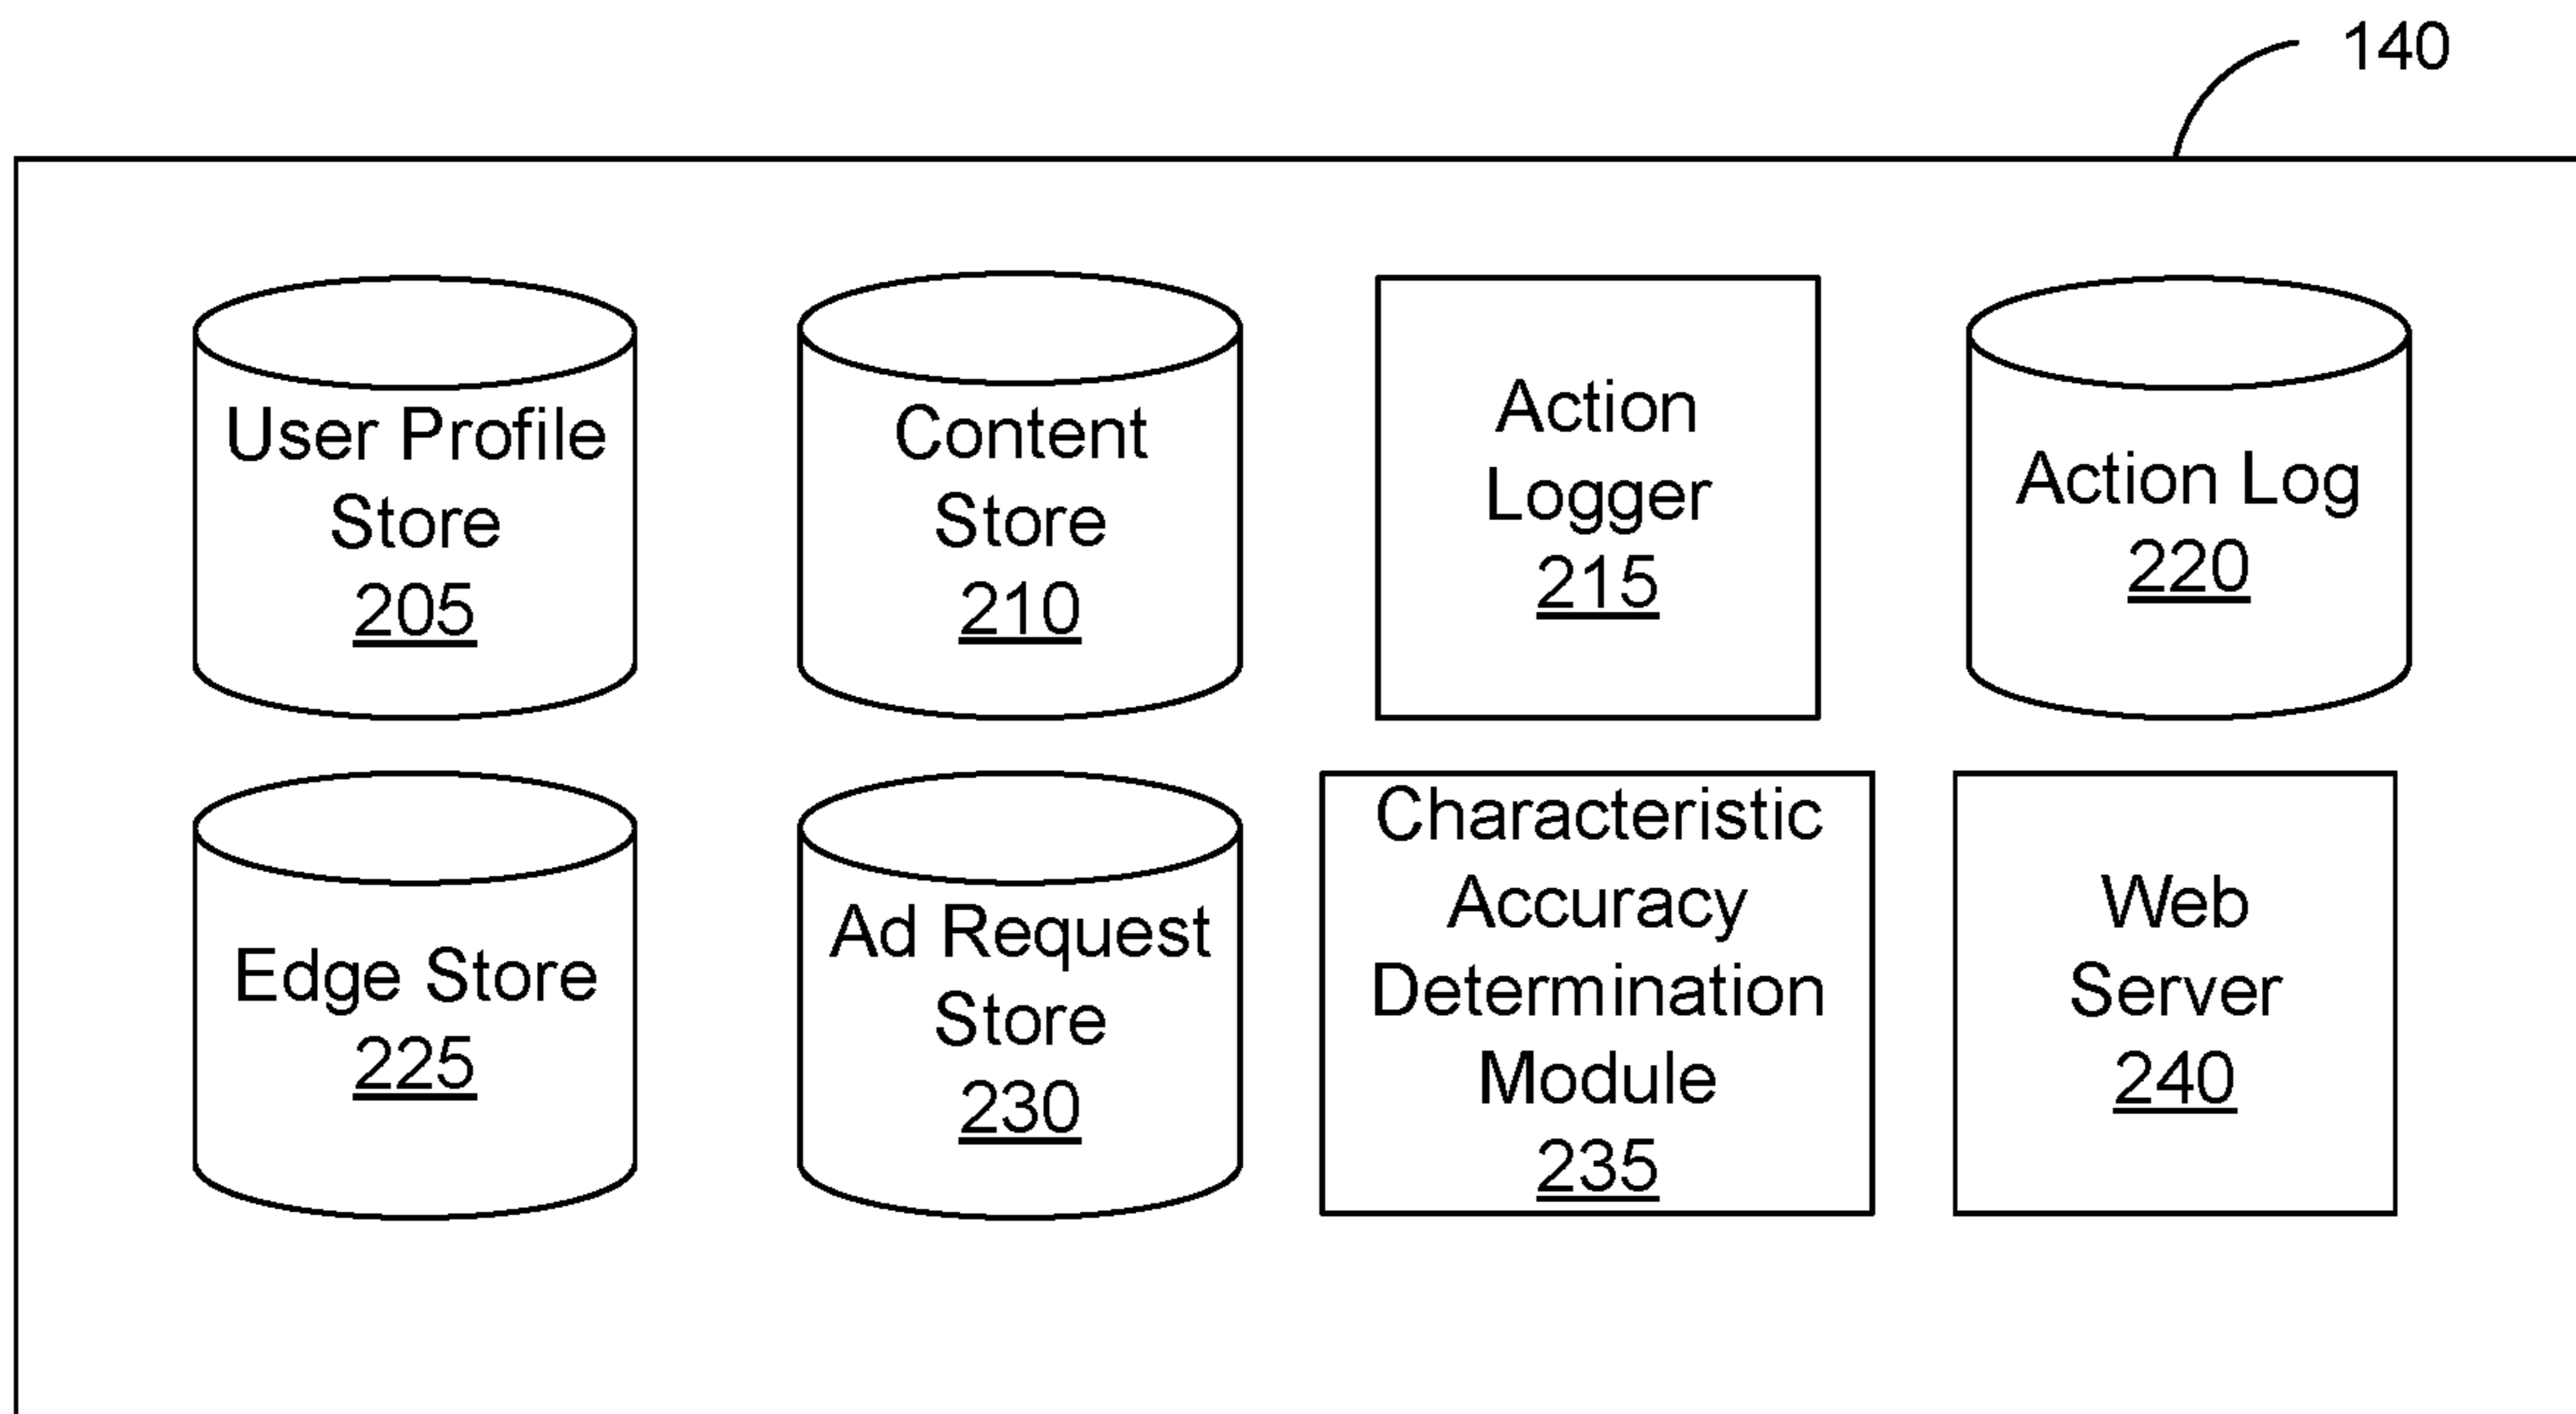 140
User Profile
Store
205
Content
Store
210
Action
Logger
215
Action Log
220
Edge Store
225
Ad Request
Store
230
Characteristic
Accuracy
Determination
Module
235
Web
Server
240